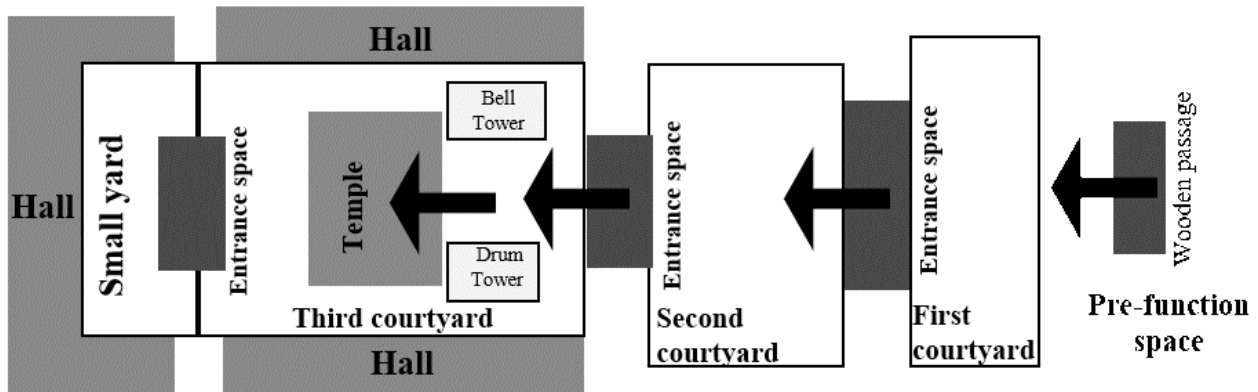 Hall
Hall
Small yard
Entrance space
Temple
Bell
Tower
Drum
Tower
Third courtyard
Hall
Entrance space
Second
courtyard
Entrance space
First
courtyard
Wooden passage
Pre-function
space